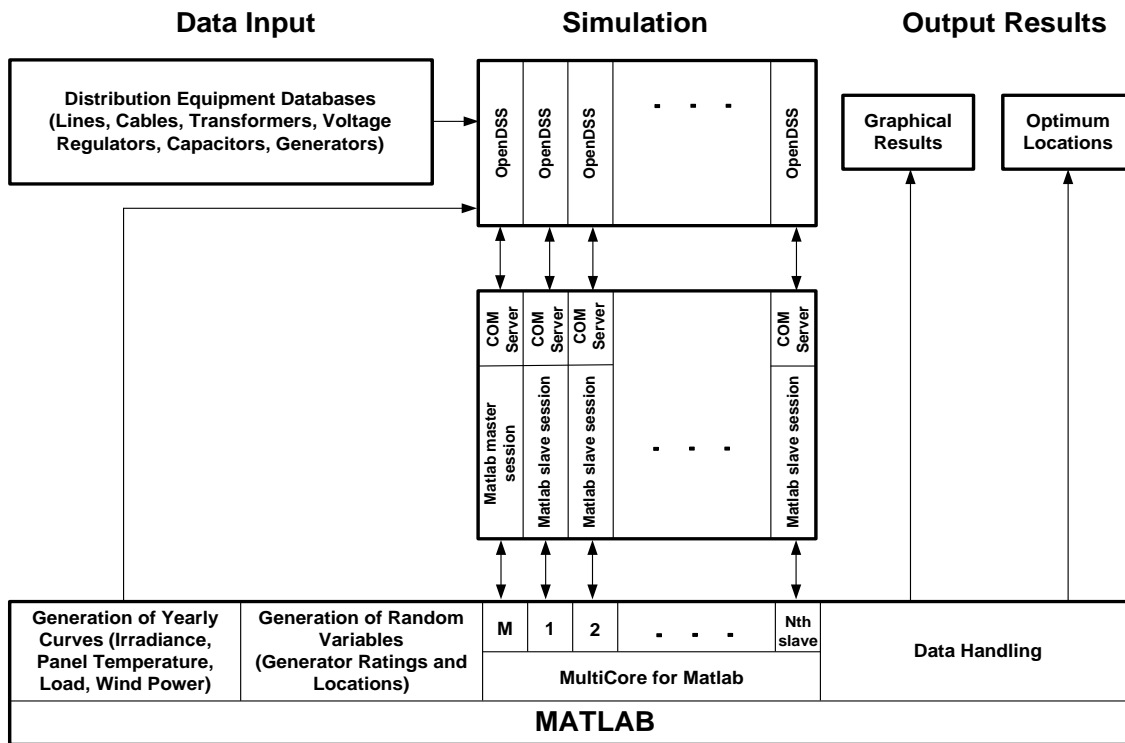 Data Input
Simulation
Output Results
Distribution Equipment Databases
(Lines, Cables, Transformers, Voltage
Regulators, Capacitors, Generators)
OpenDSS
OpenDSS
OpenDSS
. . .
OpenDSS
Graphical
Results
Optimum
Locations
COM
Server
COM
Server
COM
Server
COM
Server
Matlab master
session
Matlab slave session
Matlab slave session
. . .
Matlab slave session
Generation of Yearly
Curves (Irradiance,
Panel Temperature,
Load, Wind Power)
Generation of Random
Variables
(Generator Ratings and
Locations)
M
1
2
. . .
Nth
slave
MultiCore for Matlab
Data Handling
MATLAB